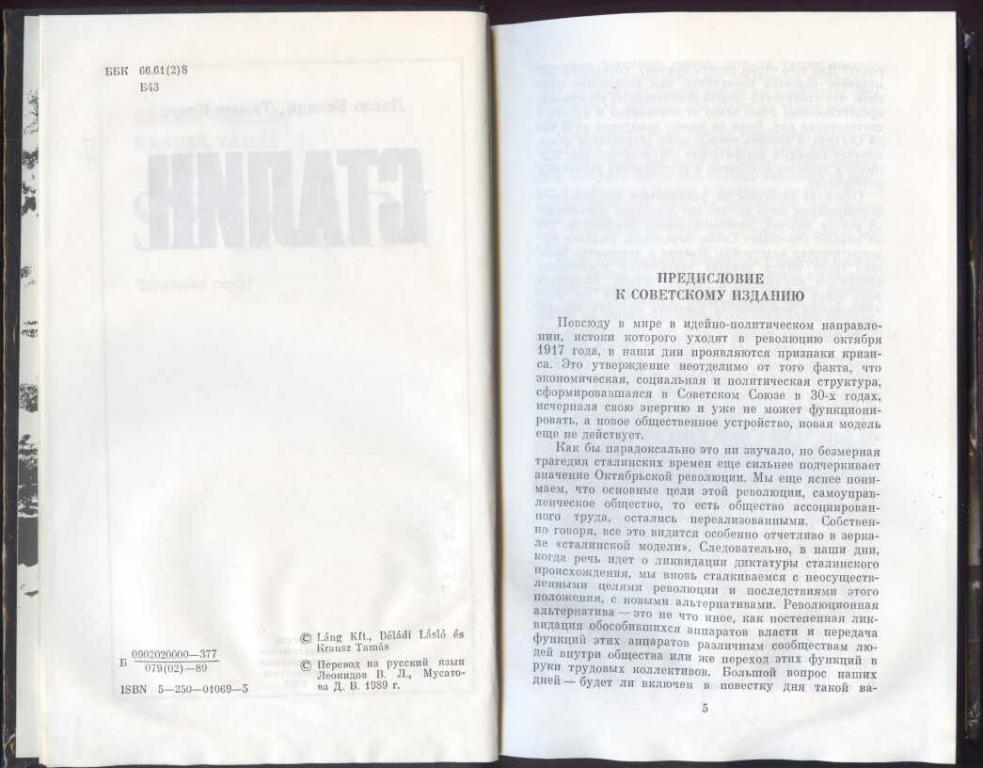 ББК 66.61(2)8
Б43
Ласло Белади, Тамаш Краус
СТАЛИН
Б 0902020000—377
079(02)—89
ISBN 5—250—01069—5
© Láng Kft., Béládi László és
Krausz Tamás
© Перевод на русский язык
Леонидов В. Л., Мусато-
ва Д. В. 1989 г.
ПРЕДИСЛОВИЕ
К СОВЕТСКОМУ ИЗДАНИЮ
Повсюду в мире в идейно-политическом направле-
нии, истоки которого уходят в революцию октября
1917 года, в наши дни проявляются признаки кризи-
са. Это утверждение неотделимо от того факта, что
экономическая, социальная и политическая структура,
сформировавшаяся в Советском Союзе в 30-х годах,
исчерпала свою энергию и уже не может функциони-
ровать, а новое общественное устройство, новая модель
еще не действует.
Как бы парадоксально это ни звучало, но безмерная
трагедия сталинских времен еще сильнее подчеркивает
значение Октябрьской революции. Мы еще яснее пони-
маем, что основные цели этой революции, самоуправ-
ленческое общество, то есть общество ассоциирован-
ного труда, остались нереализованными. Собствен-
но говоря, все это видится особенно отчетливо в зерка-
ле «сталинской модели». Следовательно, в наши дни,
когда речь идет о ликвидации диктатуры сталинского
происхождения, мы вновь сталкиваемся с неосуществ-
ленными целями революции и последствиями этого
положения, с новыми альтернативами. Революционная
альтернатива — это не что иное, как постепенная лик-
видация обособившихся аппаратов власти и передача
функций этих аппаратов различным сообществам лю-
дей внутри общества или же переход этих функций в
руки трудовых коллективов. Большой вопрос наших
дней — будет ли включен в повестку дня такой ва-
5